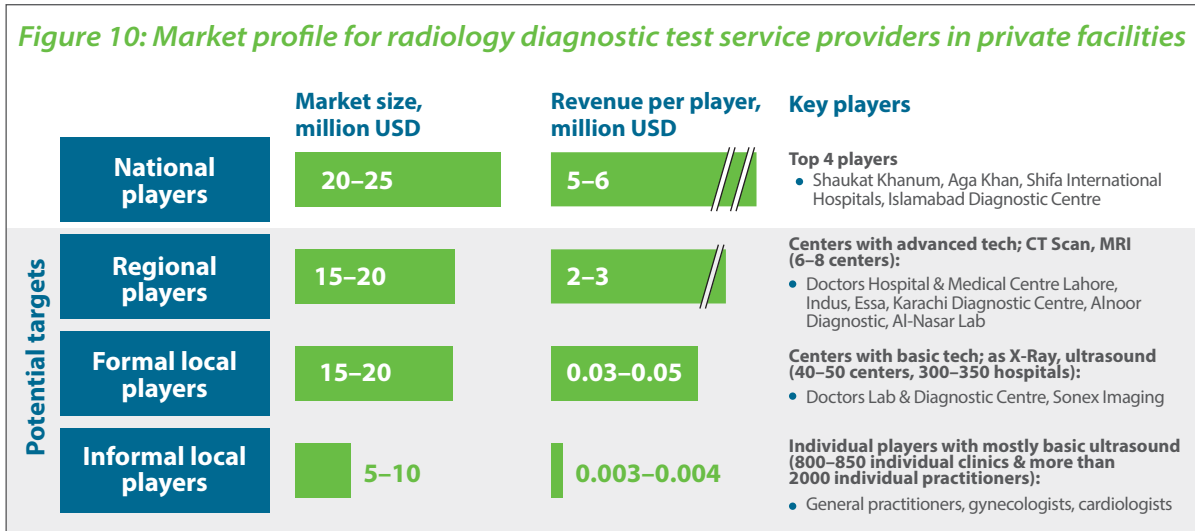 Figure 10: Market profile for radiology diagnostic test service providers in private facilities
Market size,
million USD
Revenue per player,
million USD
Key players
National
players
20–25
5–6
Top 4 players
• Shaukat Khanum, Aga Khan, Shifa International
Hospitals, Islamabad Diagnostic Centre
Potential targets
Regional
players
15–20
2–3
Centers with advanced tech; CT Scan, MRI
(6–8 centers):
• Doctors Hospital & Medical Centre Lahore,
Indus, Essa, Karachi Diagnostic Centre, Alnoor
Diagnostic, Al-Nasar Lab
Formal local
players
15–20
0.03–0.05
Centers with basic tech; as X-Ray, ultrasound
(40–50 centers, 300–350 hospitals):
• Doctors Lab & Diagnostic Centre, Sonex Imaging
Informal local
players
5–10
0.003–0.004
Individual players with mostly basic ultrasound
(800–850 individual clinics & more than
2000 individual practitioners):
• General practitioners, gynecologists, cardiologists